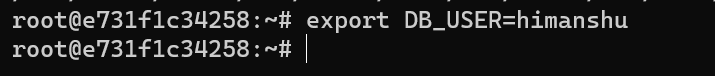 root@e731f1c34258:~# export DB_USER=himanshu
root@e731f1c34258:~#